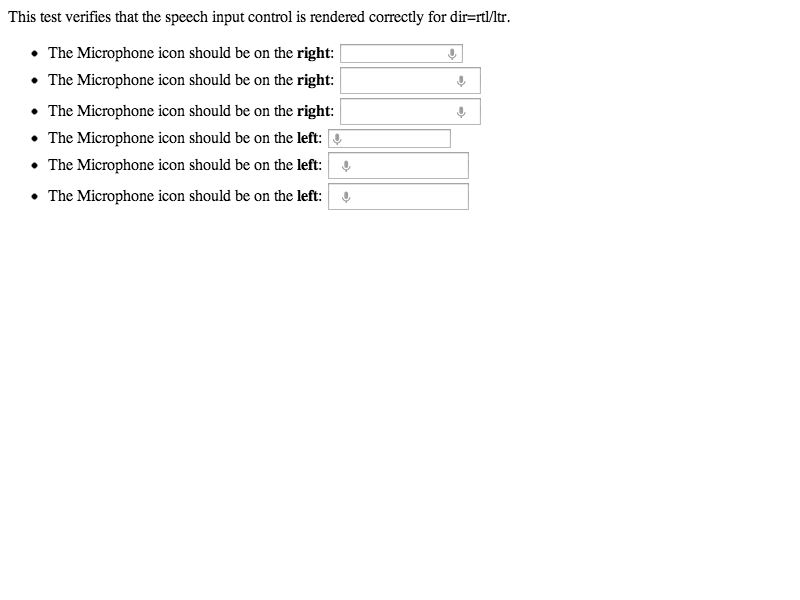 This test verifies that the speech input control is rendered correctly for dir=rtl/ltr.
• The Microphone icon should be on the right:
• The Microphone icon should be on the right:
• The Microphone icon should be on the right:
• The Microphone icon should be on the left:
• The Microphone icon should be on the left:
• The Microphone icon should be on the left: